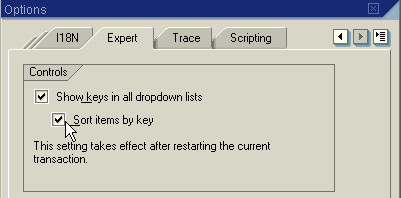 Options
I18N Expert Trace Scripting
Controls
Show keys in all dropdown lists
Sort items by key
This setting takes effect after restarting the current
transaction.